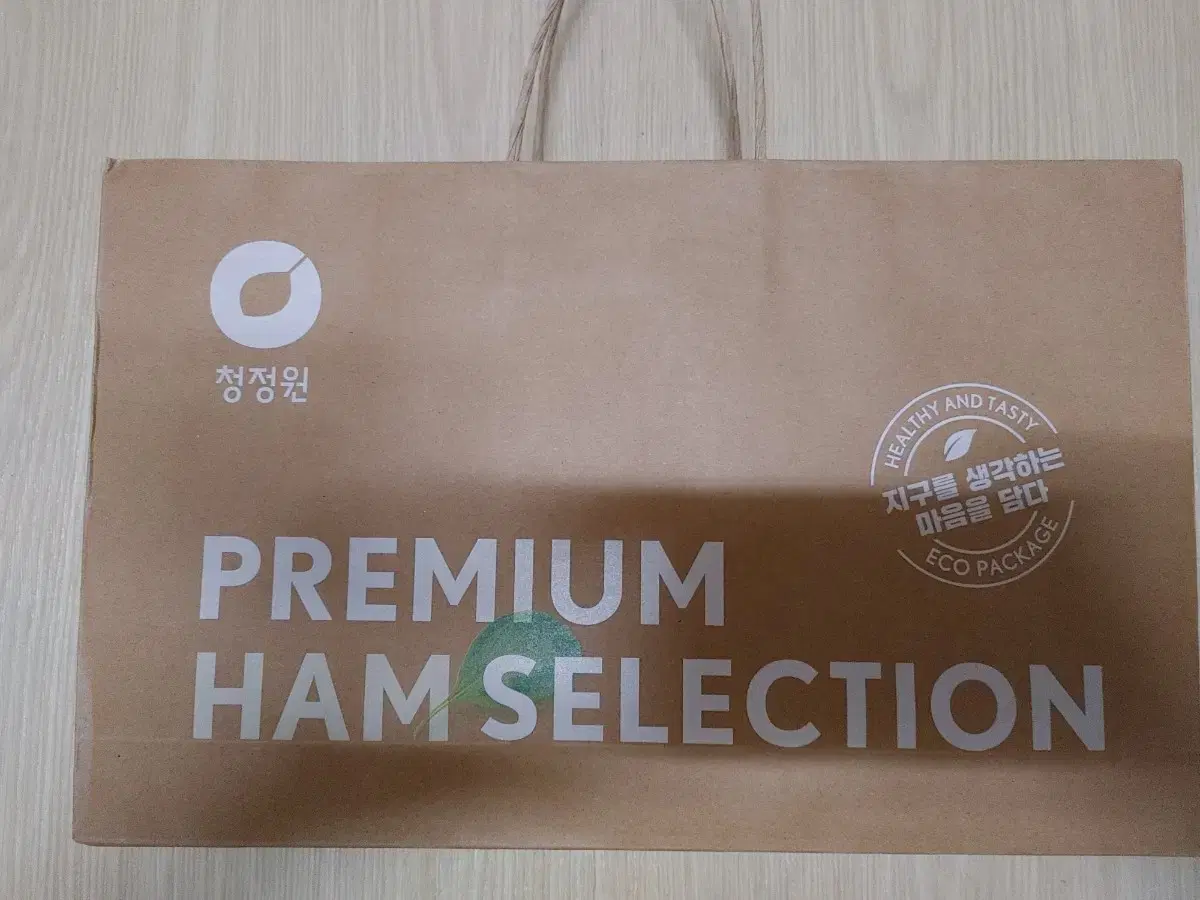 청정원
HEALTHY AND TASTY
지구를 생각하는
마음을 담다
ECO PACKAGE
PREMIUM
HAM SELECTION